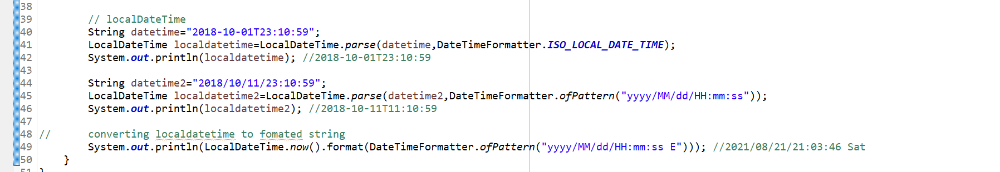 38
39 // localDateTime
40 String datetime="2018-10-01T23:10:59";
41 LocalDateTime localdatetime=LocalDateTime.parse(datetime,DateTimeFormatter.ISO_LOCAL_DATE_TIME);
42 System.out.println(localdatetime); //2018-10-01T23:10:59
43
44 String datetime2="2018/10/11/23:10:59";
45 LocalDateTime localdatetime2=LocalDateTime.parse(datetime2,DateTimeFormatter.ofPattern("yyyy/MM/dd/HH:mm:ss"));
46 System.out.println(localdatetime2); //2018-10-11T11:10:59
47
48 // converting localdatetime to fomated string
49 System.out.println(LocalDateTime.now().format(DateTimeFormatter.ofPattern("yyyy/MM/dd/HH:mm:ss E"))); //2021/08/21/21:03:46 Sat
50 }
51 }